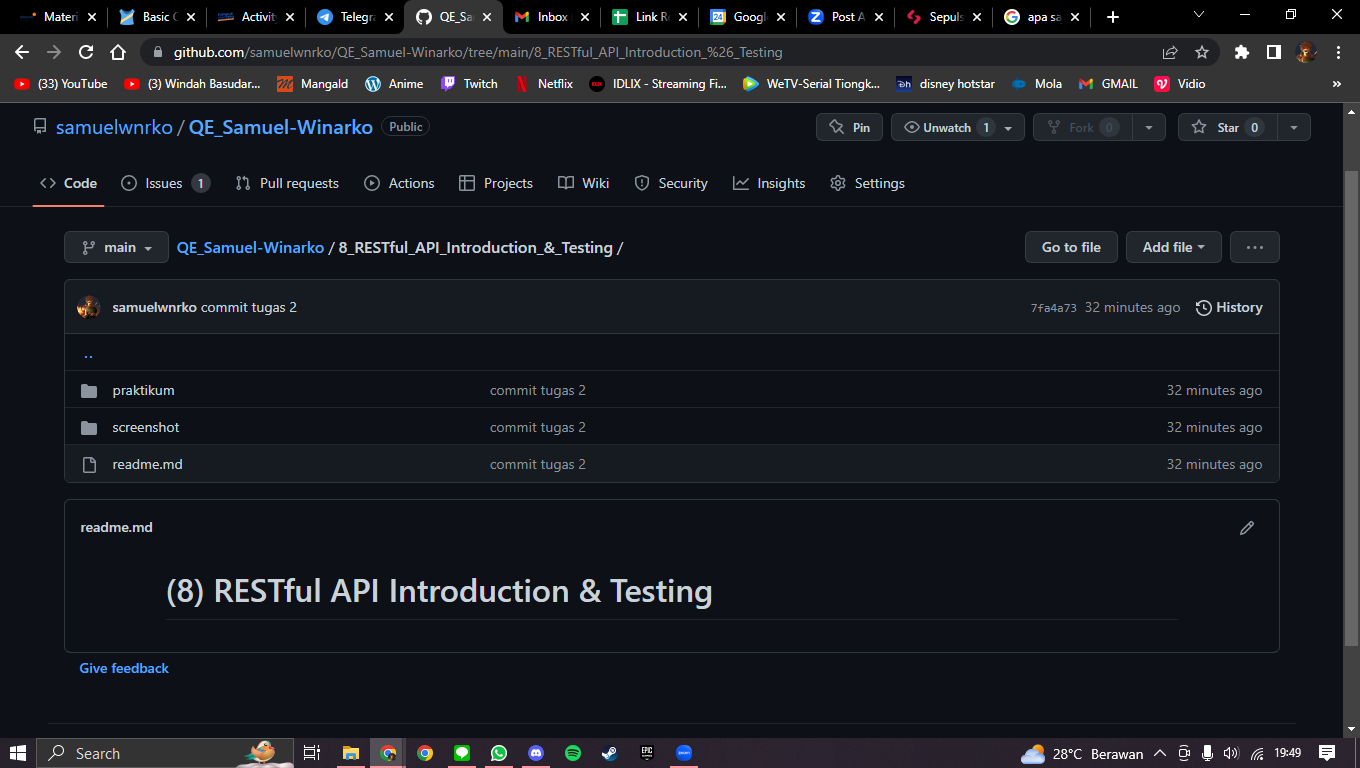 Materi
Basic C
Activity
Telegra
QE_Sa
Inbox
Link Re
24
Googl
Post A
Sepuls
apa sa
github.com/samuelwnrko/QE_Samuel-Winarko/tree/main/8_RESTful_API_Introduction_%26_Testing
(33) YouTube
(3) Windah Basudar...
Mangald
Anime
Twitch
Netflix
IDLIX - Streaming Fi...
WeTV-Serial Tiongk...
disney hotstar
Mola
GMAIL
Vidio
»
samuelwnrko / QE_Samuel-Winarko Public
Pin
Unwatch 1
Fork 0
Star 0
Code
Issues 1
Pull requests
Actions
Projects
Wiki
Security
Insights
Settings
main
QE_Samuel-Winarko / 8_RESTful_API_Introduction_&_Testing /
Go to file
Add file
...
samuelwnrko commit tugas 2
7fa4a73 32 minutes ago
History
..
praktikum commit tugas 2 32 minutes ago
screenshot commit tugas 2 32 minutes ago
readme.md commit tugas 2 32 minutes ago
readme.md
(8) RESTful API Introduction & Testing
Give feedback
Search
EPIC
28°C Berawan
19:49